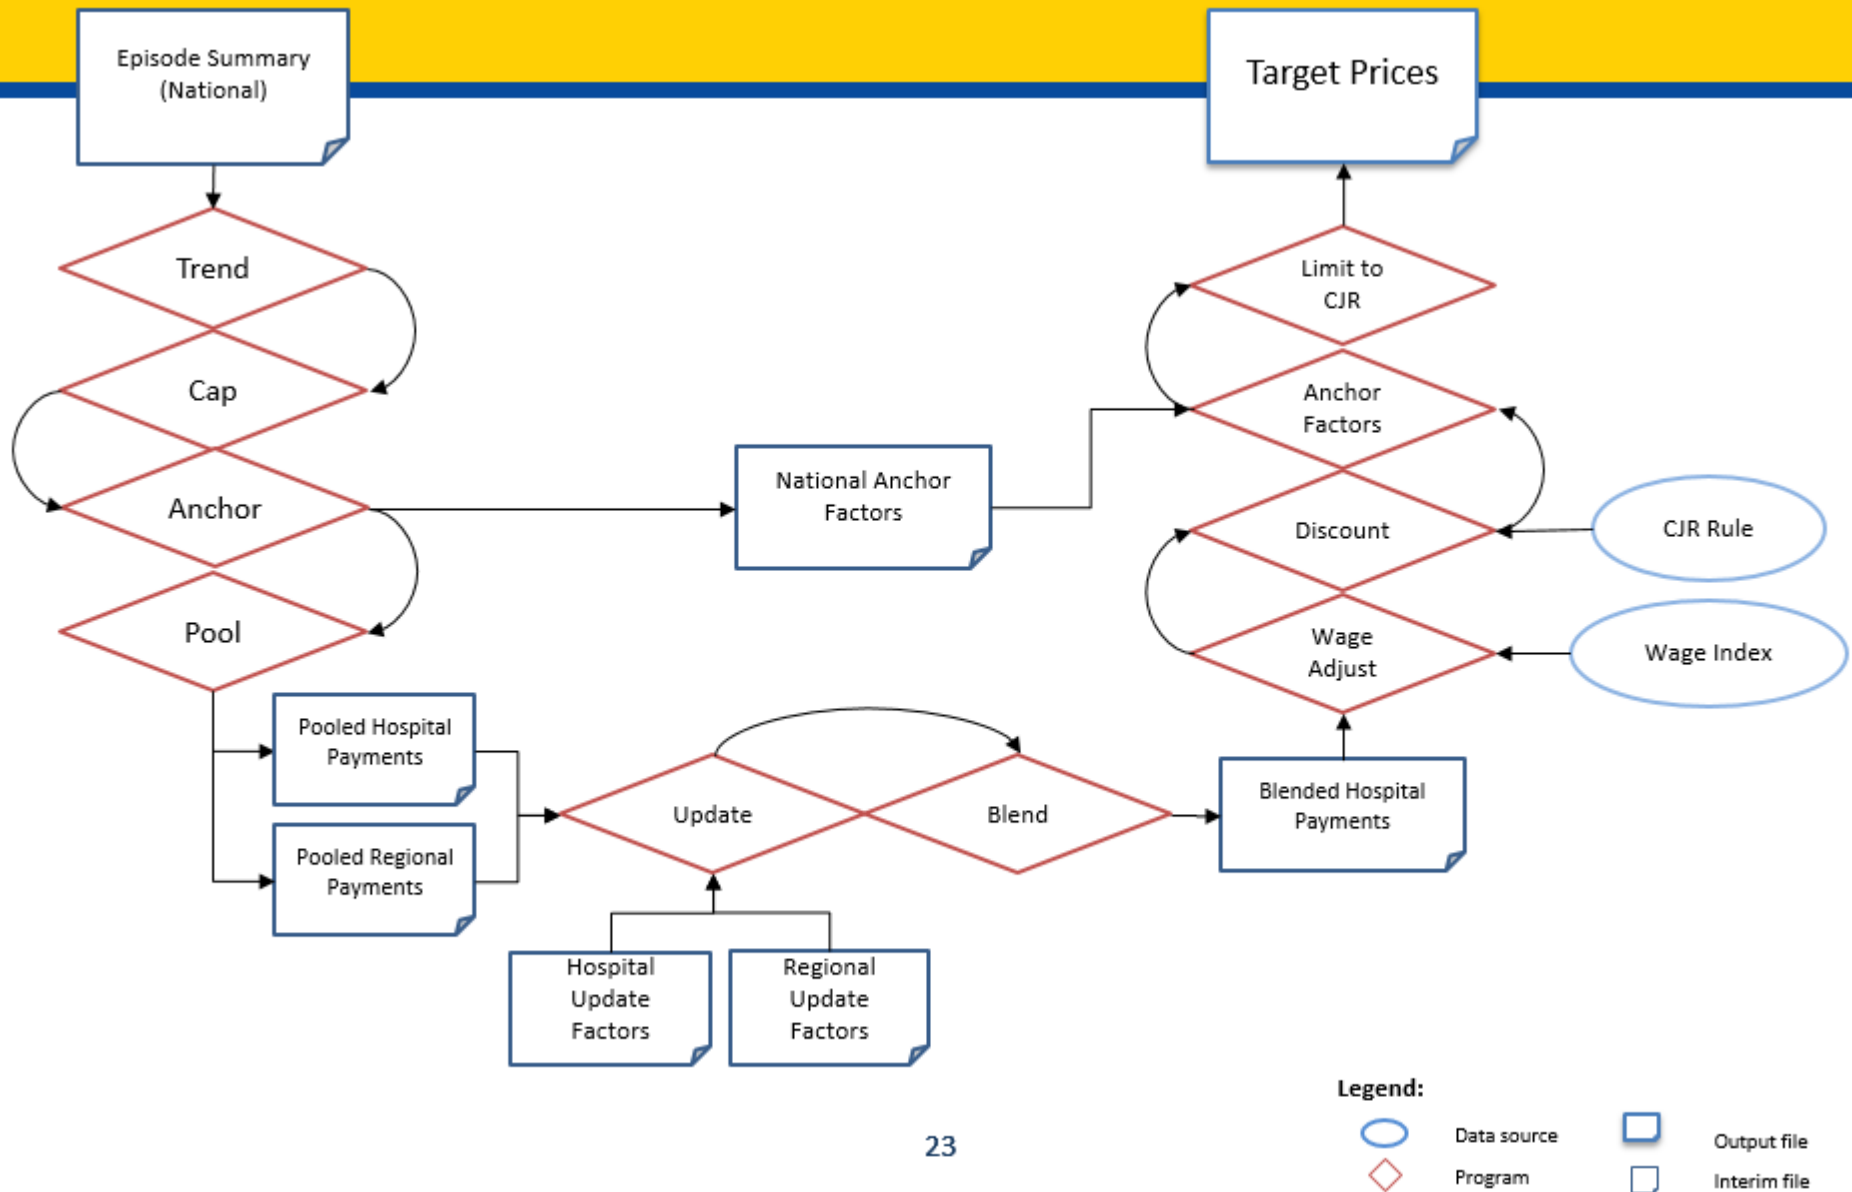 Episode Summary
(National)
Target Prices
Trend
Limit to
CJR
Cap
Anchor
Factors
National Anchor
Factors
Anchor
Discount
CJR Rule
Pool
Wage
Adjust
Wage Index
Pooled Hospital
Payments
Update
Blend
Blended Hospital
Payments
Pooled Regional
Payments
Hospital
Update
Factors
Regional
Update
Factors
Legend:
Data source
Output file
Program
Interim file
23